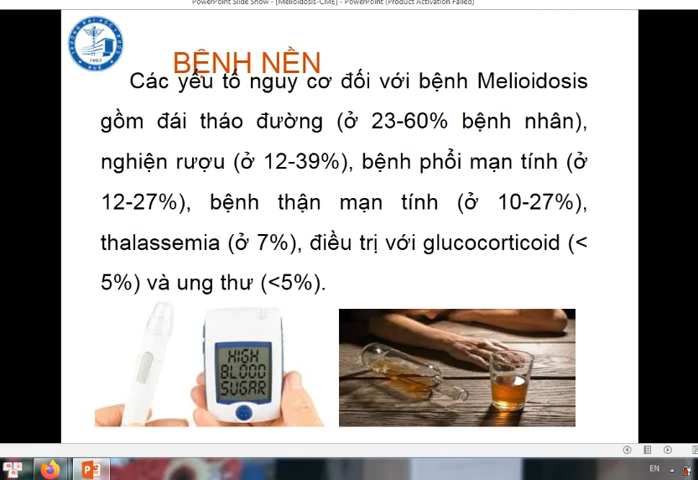 PowerPoint Slide Show - [Melioidosis-CME] - PowerPoint (Product Activation Failed)
BỆNH NỀN
Các yếu tố nguy cơ đối với bệnh Melioidosis
gồm đái tháo đường (ở 23-60% bệnh nhân),
nghiện rượu (ở 12-39%), bệnh phổi mạn tính (ở
12-27%), bệnh thận mạn tính (ở 10-27%),
thalassemia (ở 7%), điều trị với glucocorticoid (<
5%) và ung thư (<5%).
HIGH
BLOOD
SUGAR
EN